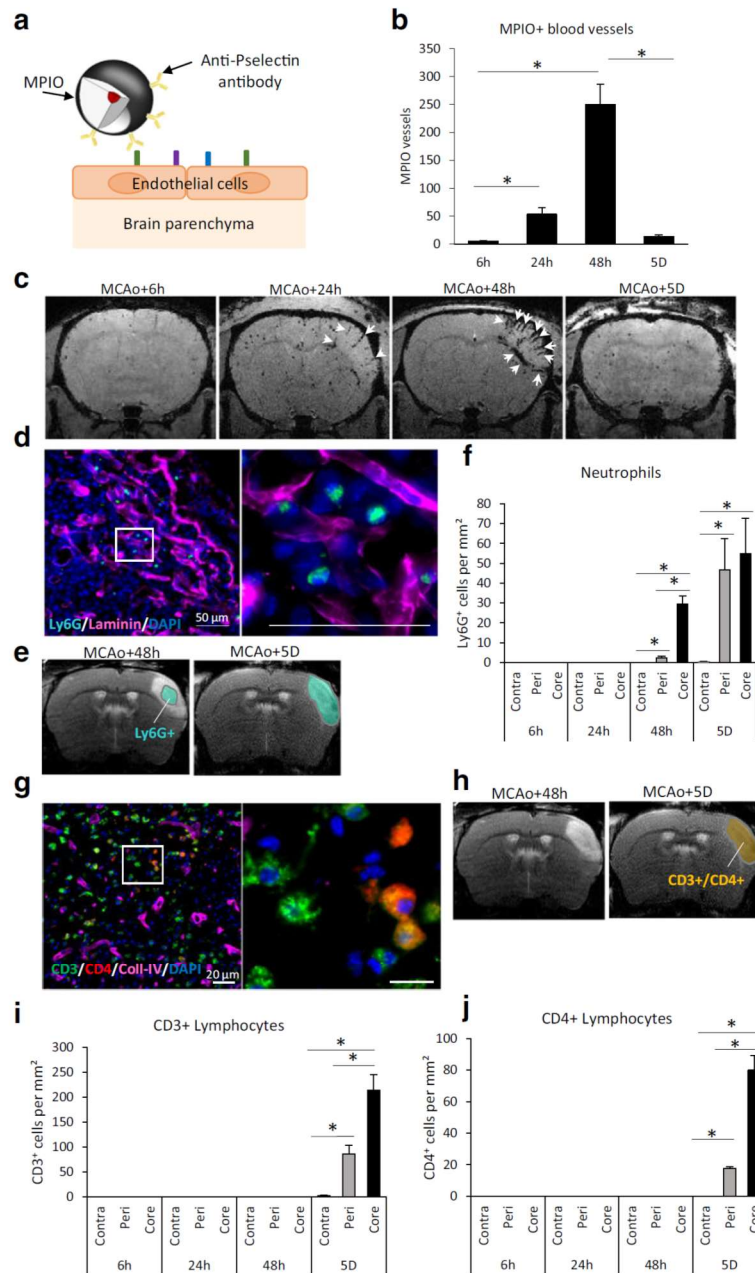 a
MPIO
Anti-Pselectin
antibody
Endothelial cells
Brain parenchyma
b
MPIO+ blood vessels
MPIO vessels
350
300
250
200
150
100
50
0
*
*
*
6h 24h 48h 5D
c
MCAo+6h MCAo+24h MCAo+48h MCAo+5D
d
Ly6G/Laminin/DAPI 50 µm
e
MCAo+48h MCAo+5D
Ly6G+
f
Neutrophils
Ly6G⁺ cells per mm²
80
70
60
50
40
30
20
10
0
*
*
*
*
*
Contra Peri Core Contra Peri Core Contra Peri Core Contra Peri Core
6h 24h 48h 5D
g
CD3/CD4/Coll-IV/DAPI 20 µm
h
MCAo+48h MCAo+5D
CD3+/CD4+
i
CD3+ Lymphocytes
CD3⁺ cells per mm²
300
250
200
150
100
50
0
*
*
*
Contra Peri Core Contra Peri Core Contra Peri Core Contra Peri Core
6h 24h 48h 5D
j
CD4+ Lymphocytes
CD4⁺ cells per mm²
100
80
60
40
20
0
*
*
*
Contra Peri Core Contra Peri Core Contra Peri Core Contra Peri Core
6h 24h 48h 5D